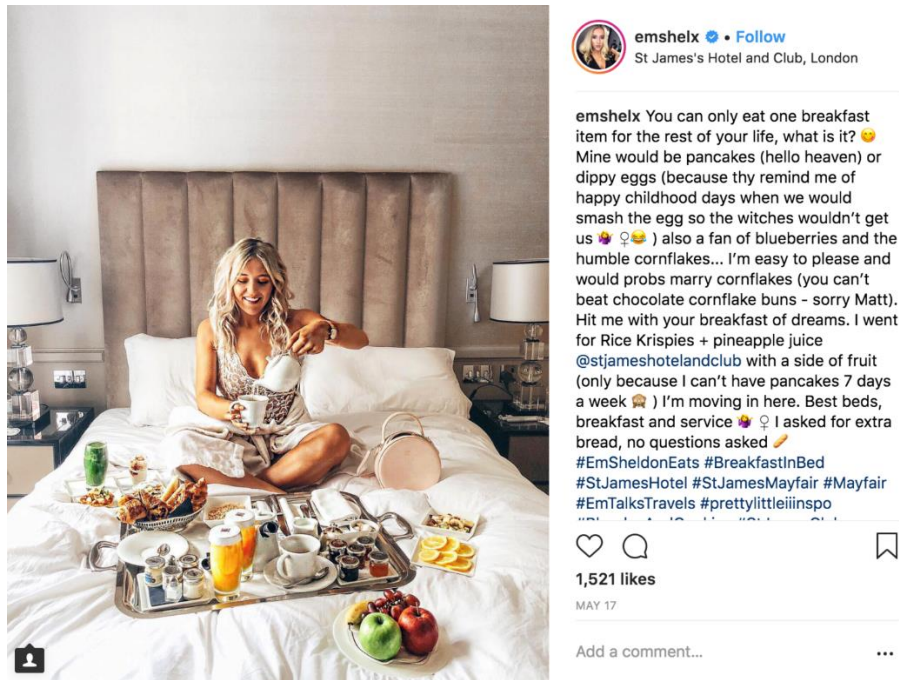 emshelx • Follow
St James's Hotel and Club, London
emshelx You can only eat one breakfast
item for the rest of your life, what is it? 😋
Mine would be pancakes (hello heaven) or
dippy eggs (because thy remind me of
happy childhood days when we would
smash the egg so the witches wouldn't get
us 🤷‍♀️😂 ) also a fan of blueberries and the
humble cornflakes... I'm easy to please and
would probs marry cornflakes (you can't
beat chocolate cornflake buns - sorry Matt).
Hit me with your breakfast of dreams. I went
for Rice Krispies + pineapple juice
@stjameshotelandclub with a side of fruit
(only because I can't have pancakes 7 days
a week 🙈 ) I'm moving in here. Best beds,
breakfast and service 🤷 ♀ I asked for extra
bread, no questions asked 🥖
#EmSheldonEats #BreakfastInBed
#StJamesHotel #StJamesMayfair #Mayfair
#EmTalksTravels #prettylittleiiinspo
1,521 likes
MAY 17
Add a comment...